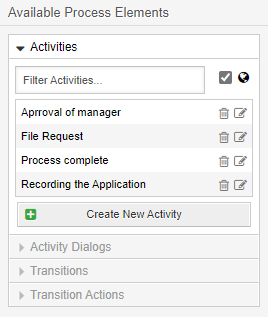 Available Process Elements
Activities
Filter Activities...
Aprroval of manager
File Request
Process complete
Recording the Application
Create New Activity
Activity Dialogs
Transitions
Transition Actions